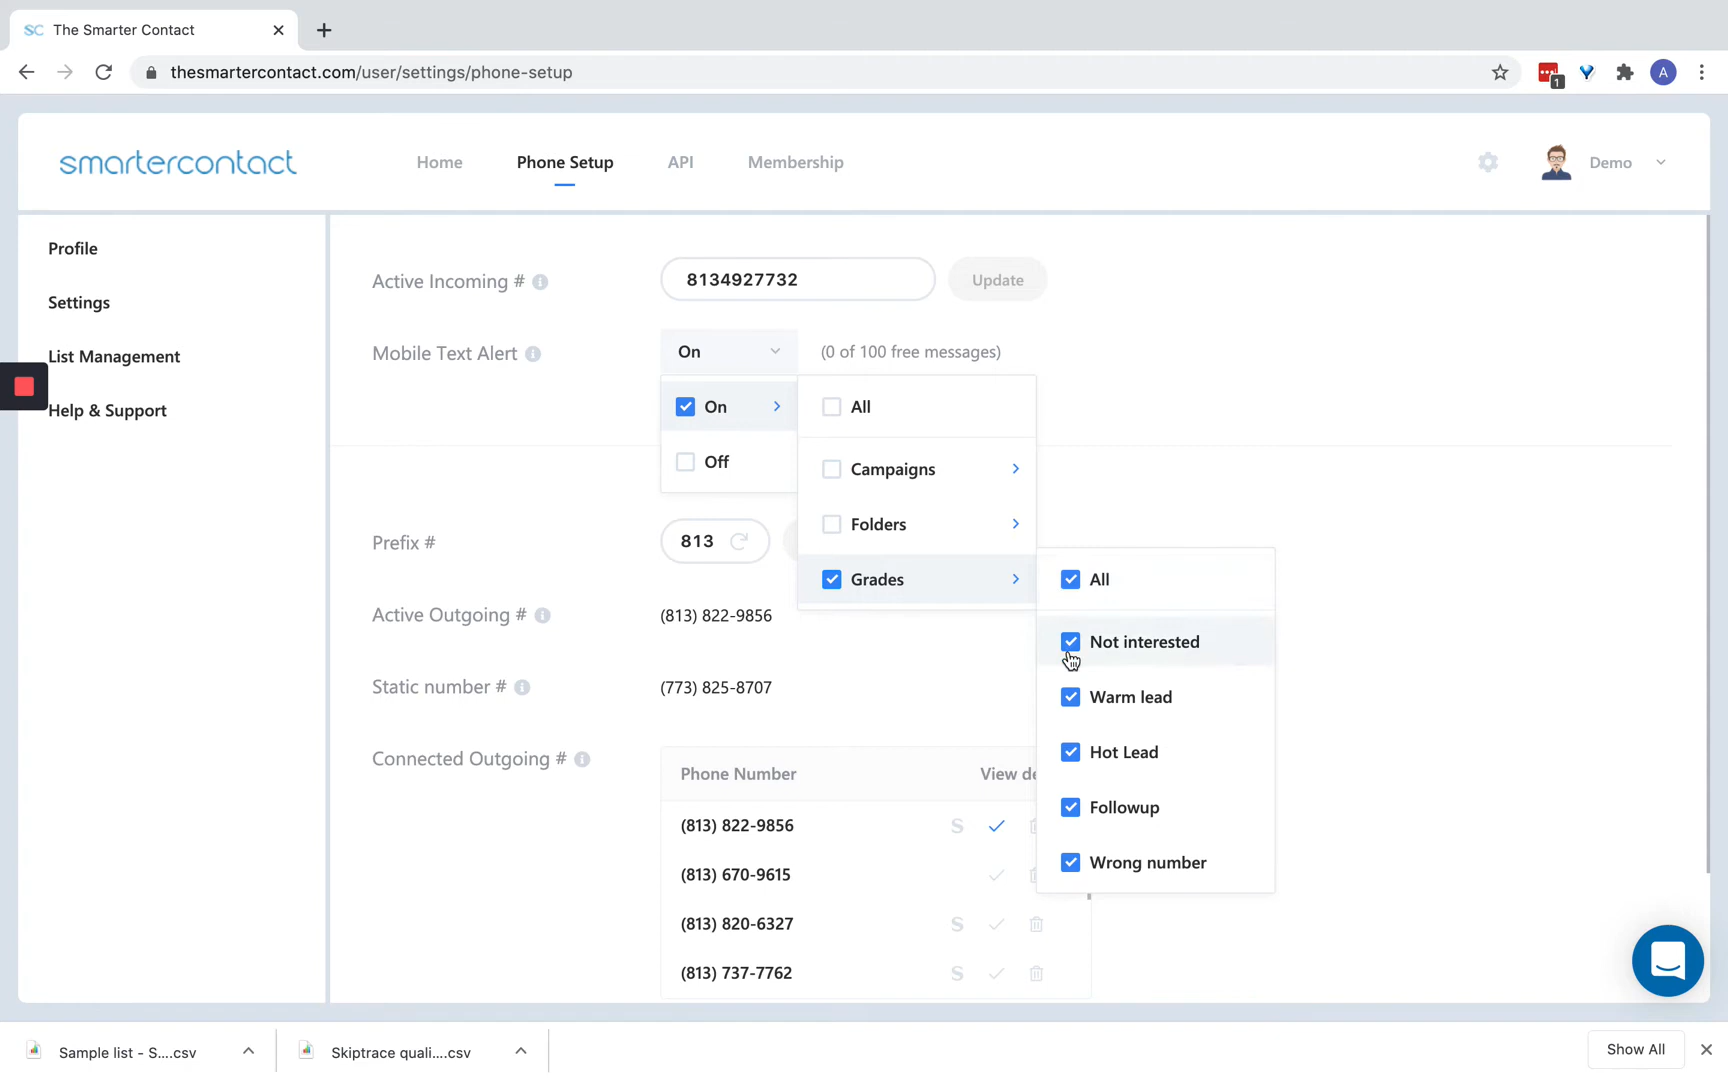 SC The Smarter Contact
thesmartercontact.com/user/settings/phone-setup
1
A
smartercontact
Home
Phone Setup
API
Membership
Demo
Profile
Settings
List Management
Help & Support
Active Incoming #
8134927732
Update
Mobile Text Alert
On
(0 of 100 free messages)
On
All
Off
Campaigns
Folders
Prefix #
813
Grades
All
Active Outgoing #
(813) 822-9856
Not interested
Static number #
(773) 825-8707
Warm lead
Hot Lead
Connected Outgoing #
Phone Number
View de
Followup
(813) 822-9856
S
Wrong number
(813) 670-9615
(813) 820-6327
S
(813) 737-7762
S
Sample list - S....csv
Skiptrace quali....csv
Show All